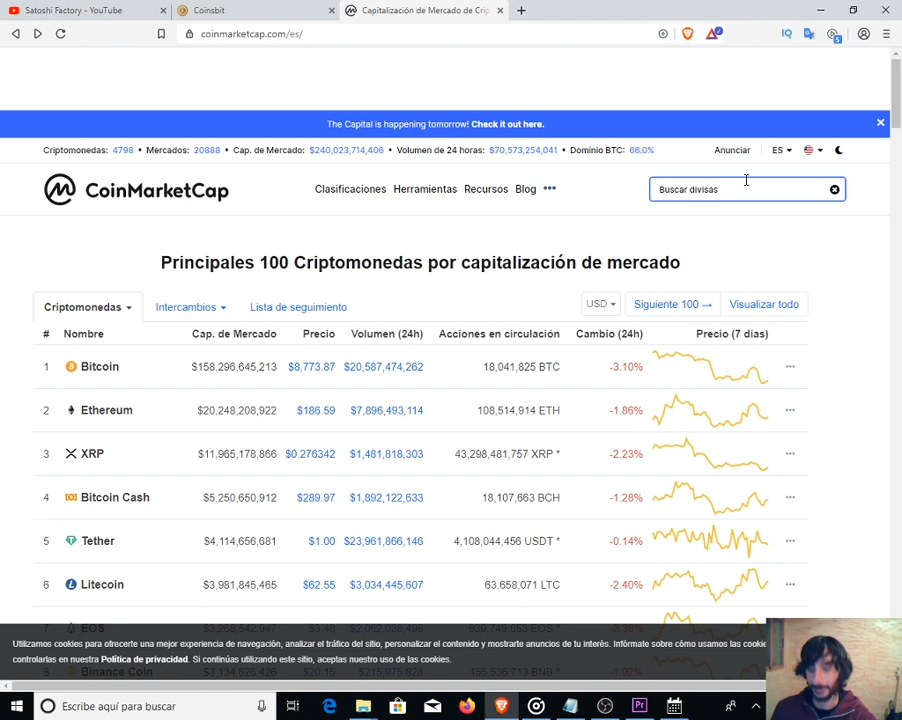 Satoshi Factory - YouTube
Coinsbit
Capitalización de Mercado de Crip
coinmarketcap.com/es/
IQ
The Capital is happening tomorrow! Check it out here.
Criptomonedas: 4798 • Mercados: 20888 • Cap. de Mercado: $240,023,714,406 • Volumen de 24 horas: $70,573,254,041 • Dominio BTC: 66.0%
Anunciar
ES
CoinMarketCap
Clasificaciones Herramientas Recursos Blog •••
Buscar divisas
Principales 100 Criptomonedas por capitalización de mercado
Criptomonedas Intercambios Lista de seguimiento
USD Siguiente 100 → Visualizar todo
# Nombre Cap. de Mercado Precio Volumen (24h) Acciones en circulación Cambio (24h) Precio (7 días)
1 Bitcoin $158,296,645,213 $8,773.87 $20,587,474,262 18,041,825 BTC -3.10%
2 Ethereum $20,248,208,922 $186.59 $7,896,493,114 108,514,914 ETH -1.86%
3 XRP $11,965,178,866 $0.276342 $1,481,818,303 43,298,481,757 XRP * -2.23%
4 Bitcoin Cash $5,250,650,912 $289.97 $1,892,122,633 18,107,663 BCH -1.28%
5 Tether $4,114,656,681 $1.00 $23,961,866,146 4,108,044,456 USDT * -0.14%
6 Litecoin $3,981,845,465 $62.55 $3,034,445,607 63,658,071 LTC -2.40%
7 EOS
Utilizamos cookies para ofrecerte una mejor experiencia de navegación, analizar el tráfico del sitio, personalizar el contenido y mostrarte anuncios de tu interés. Infórmate sobre cómo usamos las cookie
controlarlas en nuestra Política de privacidad. Si continúas utilizando este sitio, aceptas nuestro uso de las cookies.
8 Binance Coin
Escribe aquí para buscar
Pr